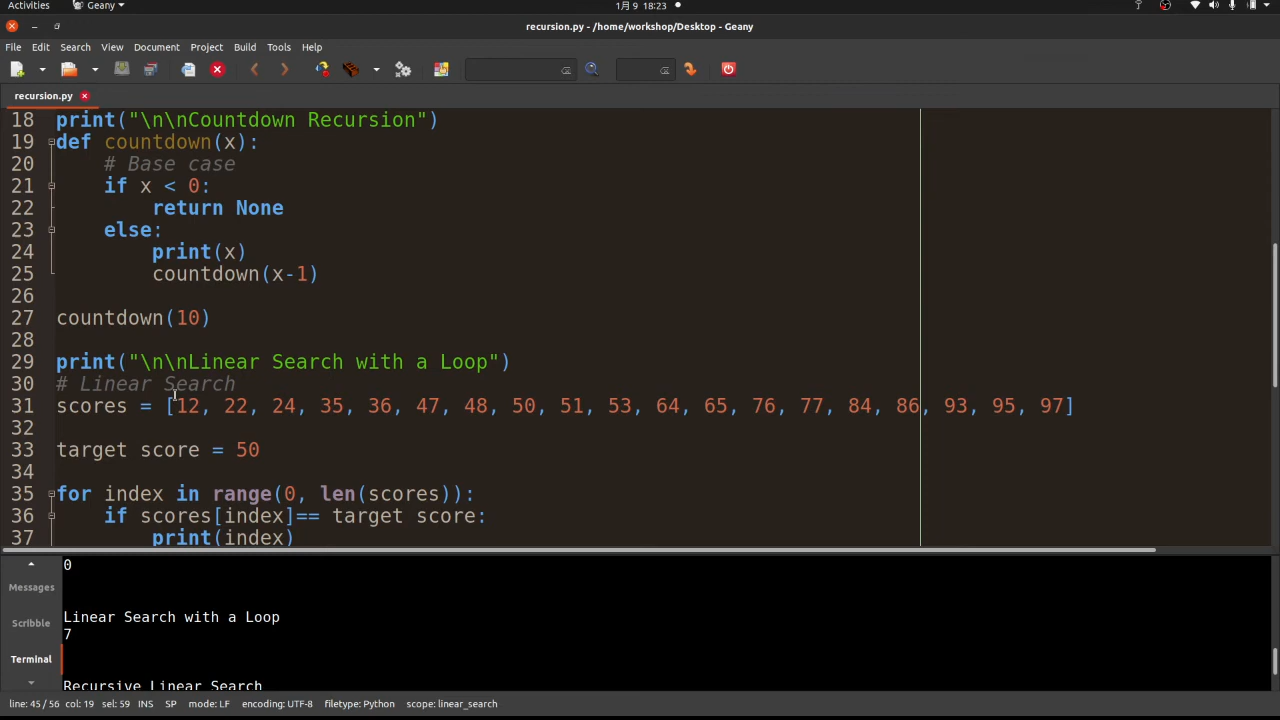 Activities Geany 1月 9 18:23
recursion.py - /home/workshop/Desktop - Geany
File Edit Search View Document Project Build Tools Help
recursion.py
18 print("\n\nCountdown Recursion")
19 def countdown(x):
20 # Base case
21 if x < 0:
22 return None
23 else:
24 print(x)
25 countdown(x-1)
26
27 countdown(10)
28
29 print("\n\nLinear Search with a Loop")
30 # Linear Search
31 scores = [12, 22, 24, 35, 36, 47, 48, 50, 51, 53, 64, 65, 76, 77, 84, 86, 93, 95, 97]
32
33 target score = 50
34
35 for index in range(0, len(scores)):
36 if scores[index]== target score:
37 print(index)
Messages
Scribble
Terminal
0
Linear Search with a Loop
7
Recursive Linear Search
line: 45 / 56 col: 19 sel: 59 INS SP mode: LF encoding: UTF-8 filetype: Python scope: linear_search